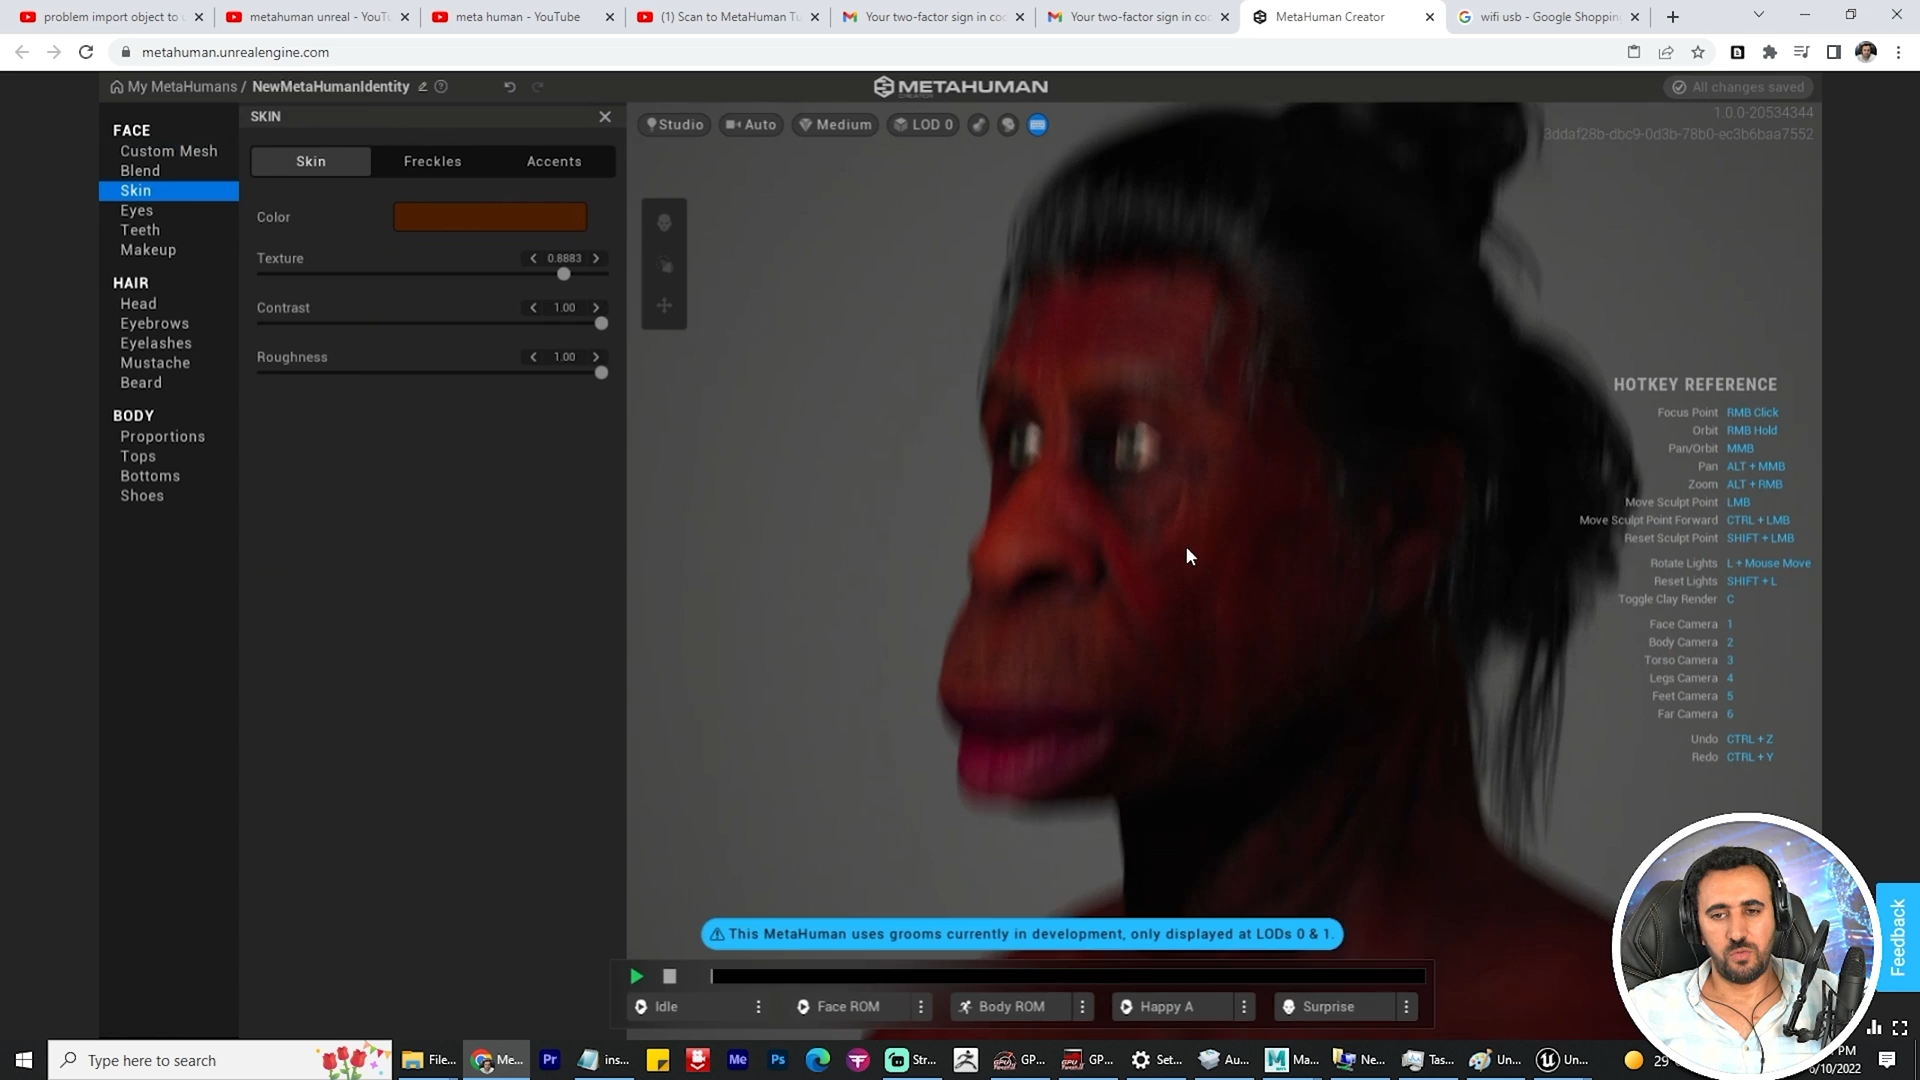 problem import object to u
metahuman unreal - YouTu
meta human - YouTube
(1) Scan to MetaHuman Tu
Your two-factor sign in coc
Your two-factor sign in coc
MetaHuman Creator
wifi usb - Google Shoppin
metahuman.unrealengine.com
My MetaHumans / NewMetaHumanIdentity
METAHUMAN
CREATOR
All changes saved
1.0.0-20534344
3ddaf28b-dbc9-0d3b-78b0-ec3b6baa7552
FACE
Custom Mesh
Blend
Skin
Eyes
Teeth
Makeup
HAIR
Head
Eyebrows
Eyelashes
Mustache
Beard
BODY
Proportions
Tops
Bottoms
Shoes
SKIN
Skin Freckles Accents
Color
Texture 0.8883
Contrast 1.00
Roughness 1.00
Studio Auto Medium LOD 0
HOTKEY REFERENCE
Focus Point RMB Click
Orbit RMB Hold
Pan/Orbit MMB
Pan ALT + MMB
Zoom ALT + RMB
Move Sculpt Point LMB
Move Sculpt Point Forward CTRL + LMB
Reset Sculpt Point SHIFT + LMB
Rotate Lights L + Mouse Move
Reset Lights SHIFT + L
Toggle Clay Render C
Face Camera 1
Body Camera 2
Torso Camera 3
Legs Camera 4
Feet Camera 5
Far Camera 6
Undo CTRL + Z
Redo CTRL + Y
This MetaHuman uses grooms currently in development, only displayed at LODs 0 & 1.
Idle Face ROM Body ROM Happy A Surprise
Feedback
Type here to search
File... Me... Pr ins... Me Ps Str... GP... GP... Set... Au... Ma... Ne... Tas... Un... Un... 29
PM
6/10/2022